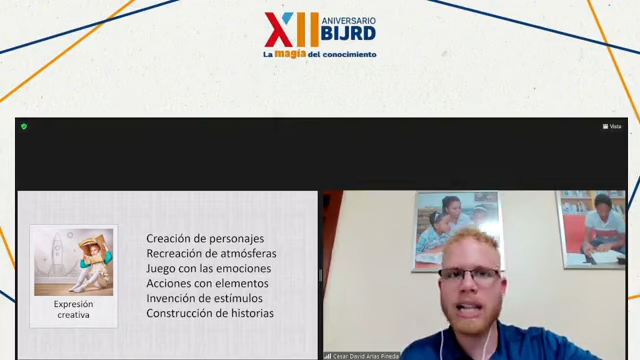 XII ANIVERSARIO
BIJRD
La magia del conocimiento
Vista
Creación de personajes
Recreación de atmósferas
Juego con las emociones
Acciones con elementos
Invención de estímulos
Construcción de historias
Expresión
creativa
Cesar David Arias Pineda